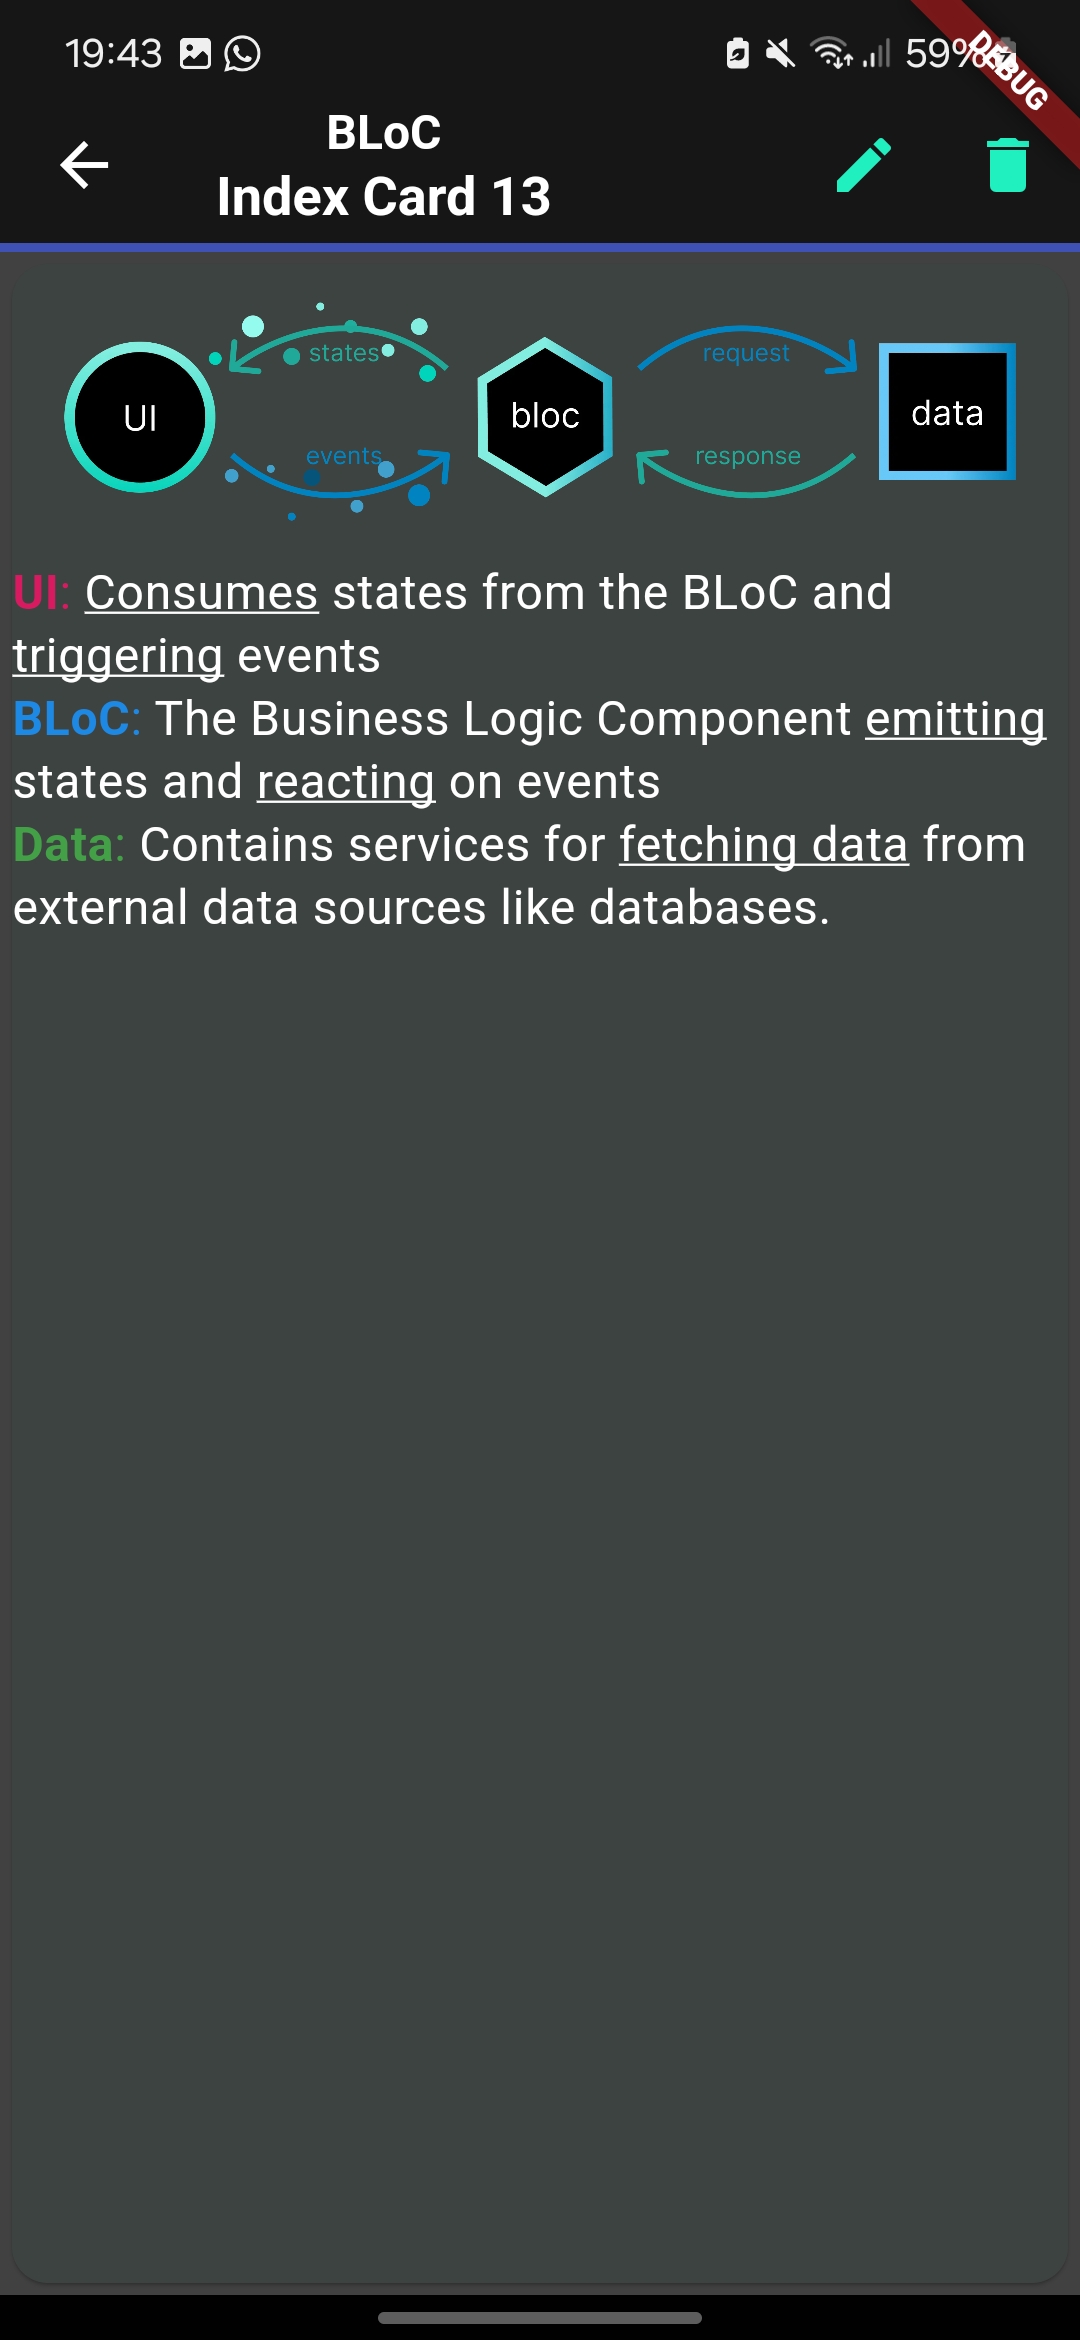 19:43 59%
DEBUG
BLoC
Index Card 13
states request
UI bloc data
events response
UI: Consumes states from the BLoC and
triggering events
BLoC: The Business Logic Component emitting
states and reacting on events
Data: Contains services for fetching data from
external data sources like databases.